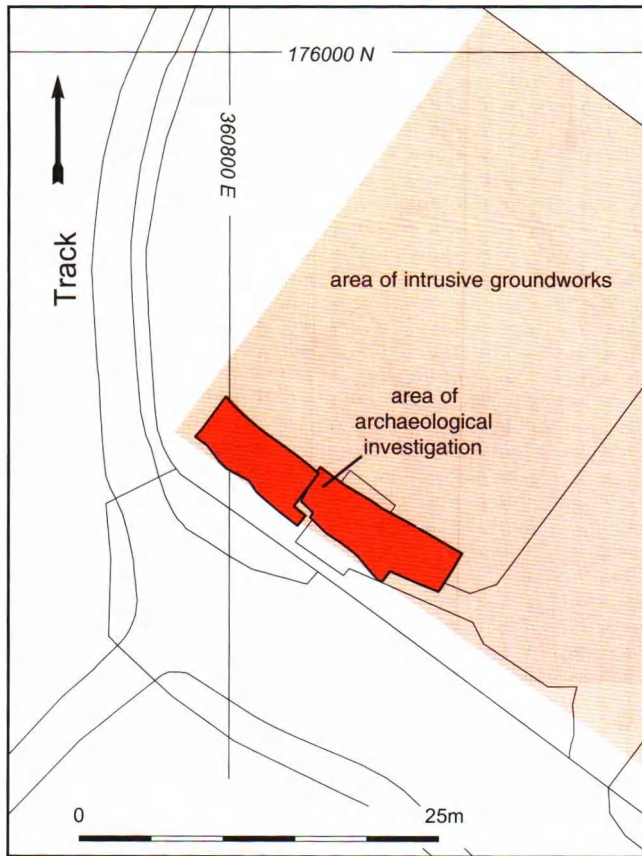 176000 N
360800 E
Track
area of intrusive groundworks
area of
archaeological
investigation
0
25m